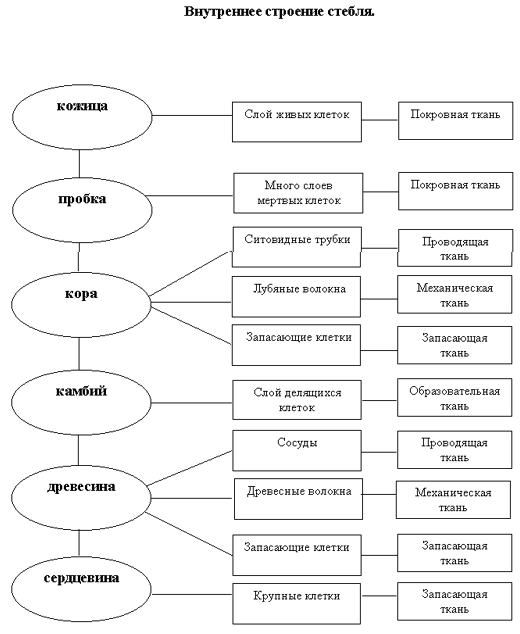 Внутреннее строение стебля.
кожица
Слой живых клеток
Покровная ткань
пробка
Много слоев
мертвых клеток
Покровная ткань
кора
Ситовидные трубки
Проводящая
ткань
Лубяные волокна
Механическая
ткань
Запасающие клетки
Запасающая
ткань
камбий
Слой делящихся
клеток
Образовательная
ткань
древесина
Сосуды
Проводящая
ткань
Древесные волокна
Механическая
ткань
Запасающие клетки
Запасающая
ткань
сердцевина
Крупные клетки
Запасающая
ткань